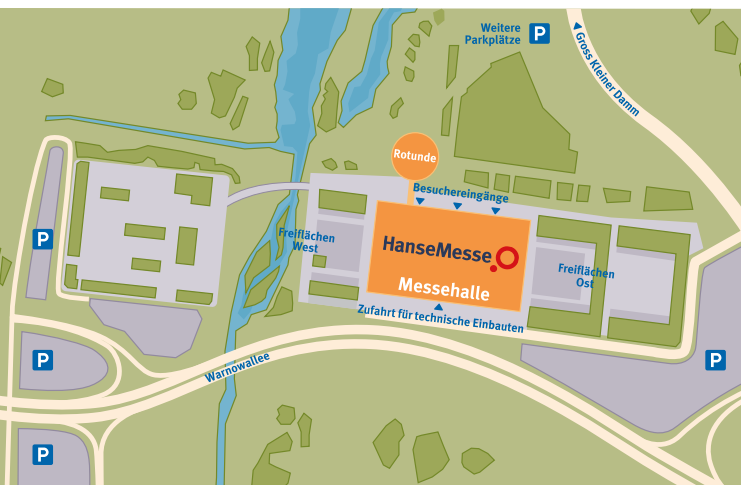 Weitere
Parkplätze
P
Gross Kleiner Damm
Rotunde
Besuchereingänge
P
Freiflächen
West
HanseMesse
Messehalle
Freiflächen
Ost
Zufahrt für technische Einbauten
P
P
Warnowallee
P